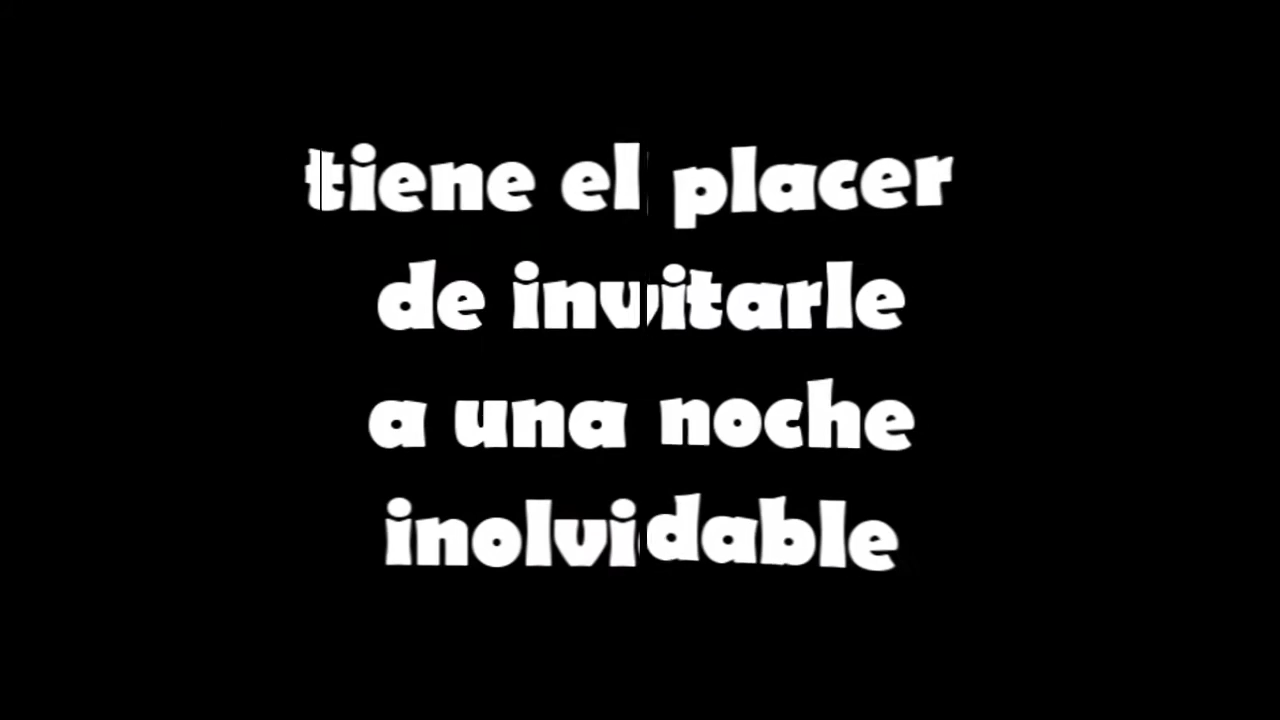 tiene el placer
de invitarle
a una noche
inolvidable